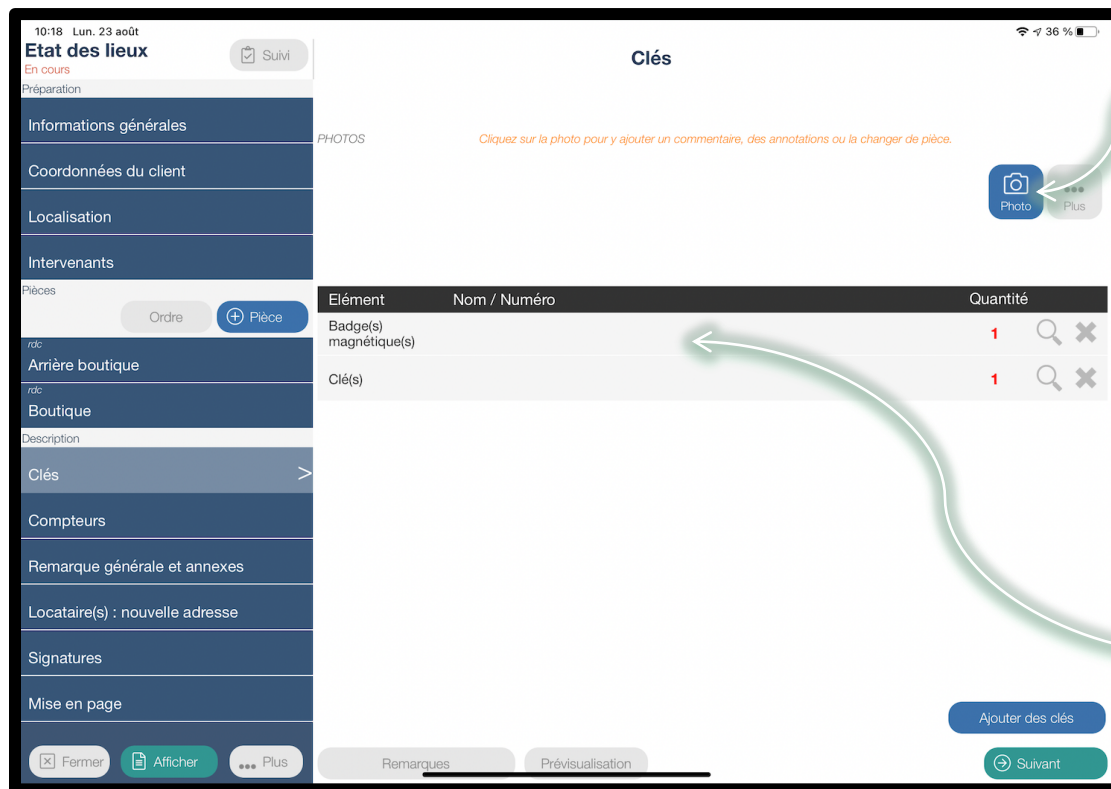 10:18 Lun. 23 août
36 %
Etat des lieux
En cours
Suivi
Préparation
Informations générales
Coordonnées du client
Localisation
Intervenants
Pièces
Ordre
Pièce
rdc
Arrière boutique
rdc
Boutique
Description
Clés >
Compteurs
Remarque générale et annexes
Locataire(s) : nouvelle adresse
Signatures
Mise en page
Fermer
Afficher
Plus
Clés
PHOTOS
Cliquez sur la photo pour y ajouter un commentaire, des annotations ou la changer de pièce.
Photo
Plus
Elément Nom / Numéro Quantité
Badge(s)
magnétique(s) 1
Clé(s) 1
Ajouter des clés
Remarques
Prévisualisation
Suivant